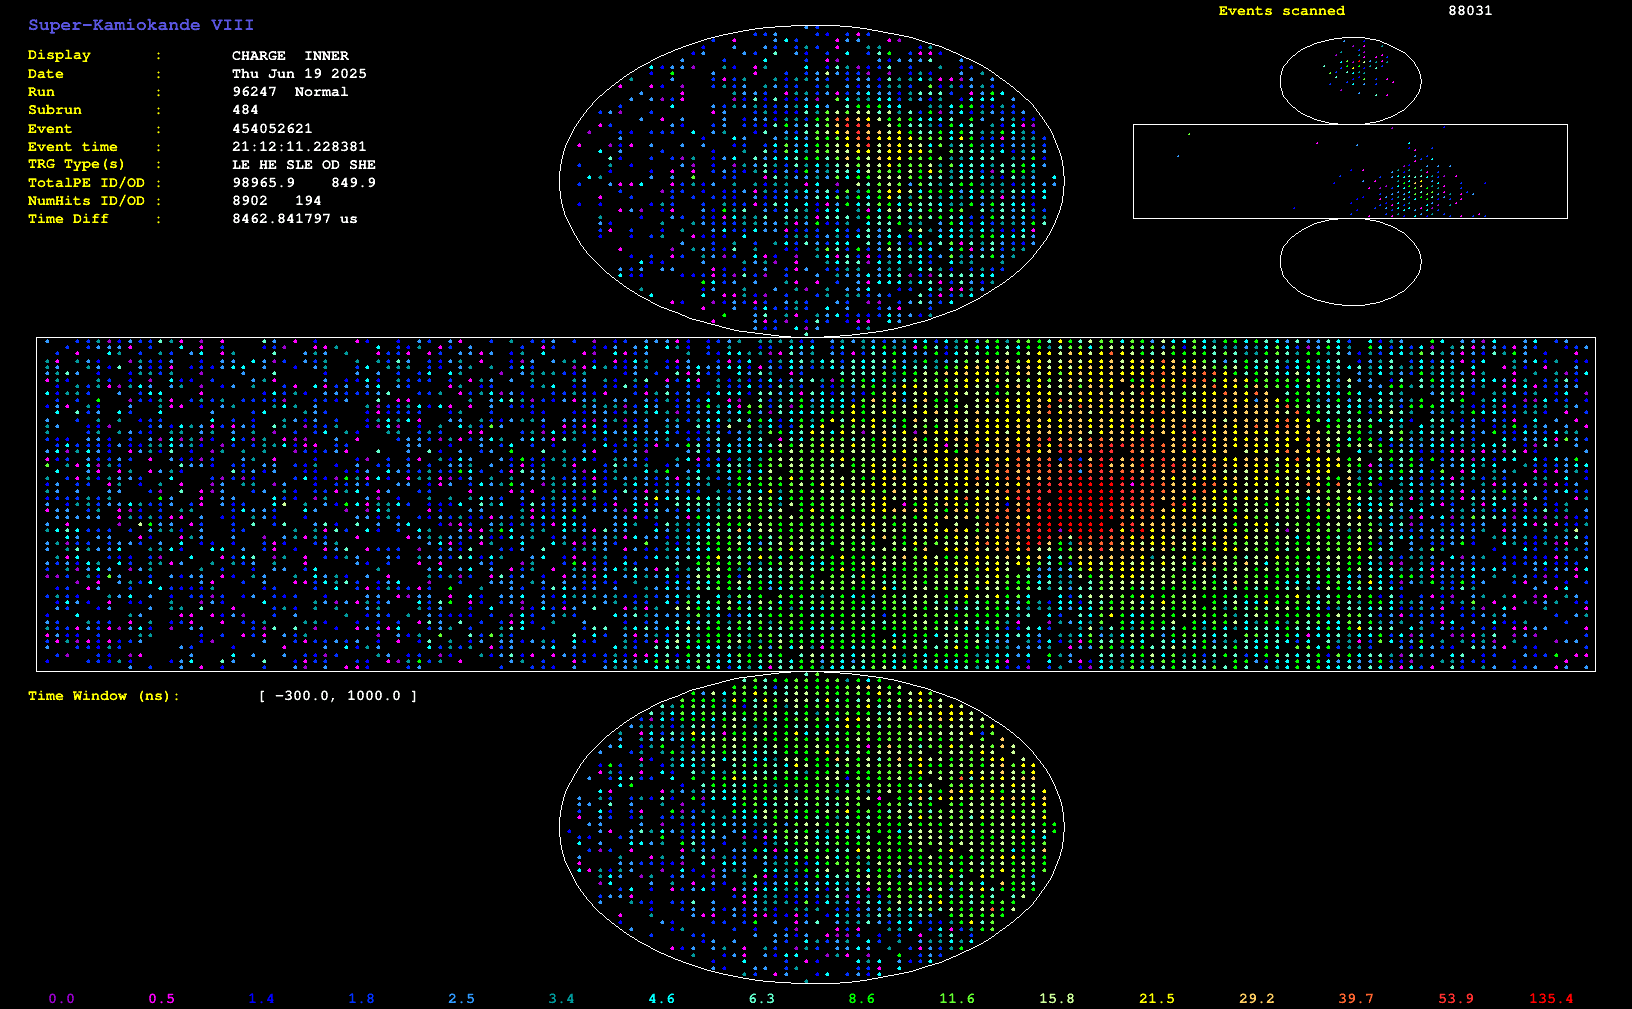 Super-Kamiokande VIII
Events scanned 88031
Display : CHARGE INNER
Date : Thu Jun 19 2025
Run : 96247 Normal
Subrun : 484
Event : 454052621
Event time : 21:12:11.228381
TRG Type(s) : LE HE SLE OD SHE
TotalPE ID/OD : 98965.9 849.9
NumHits ID/OD : 8902 194
Time Diff : 8462.841797 us
Time Window (ns): [ -300.0, 1000.0 ]
0.0 0.5 1.4 1.8 2.5 3.4 4.6 6.3 8.6 11.6 15.8 21.5 29.2 39.7 53.9 135.4